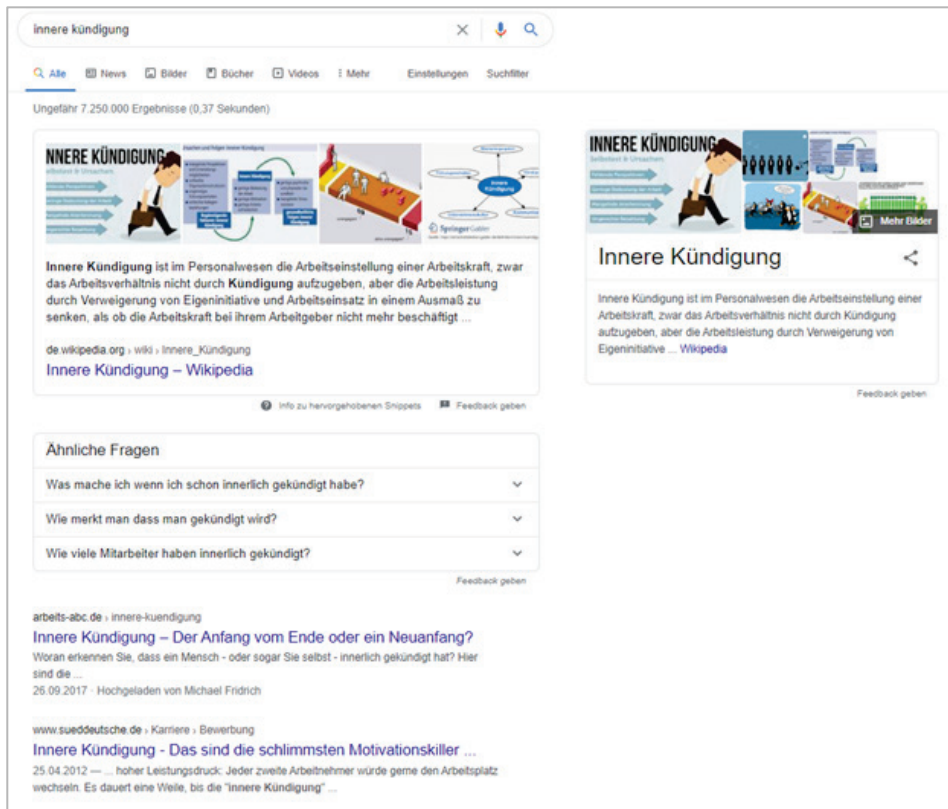 innere kündigung
Alle News Bilder Bücher Videos Mehr Einstellungen Suchfilter
Ungefähr 7.250.000 Ergebnisse (0,37 Sekunden)
INNERE KÜNDIGUNG
Selbsttest & Ursachen
Innere Kündigung
Springer Gabler
Innere Kündigung ist im Personalwesen die Arbeitseinstellung einer Arbeitskraft, zwar
das Arbeitsverhältnis nicht durch Kündigung aufzugeben, aber die Arbeitsleistung
durch Verweigerung von Eigeninitiative und Arbeitseinsatz in einem Ausmaß zu
senken, als ob die Arbeitskraft bei ihrem Arbeitgeber nicht mehr beschäftigt ...
de.wikipedia.org › wiki › Innere_Kündigung
Innere Kündigung – Wikipedia
Info zu hervorgehobenen Snippets Feedback geben
Ähnliche Fragen
Was mache ich wenn ich schon innerlich gekündigt habe?
Wie merkt man dass man gekündigt wird?
Wie viele Mitarbeiter haben innerlich gekündigt?
Feedback geben
arbeits-abc.de › innere-kuendigung
Innere Kündigung – Der Anfang vom Ende oder ein Neuanfang?
Woran erkennen Sie, dass ein Mensch - oder sogar Sie selbst - innerlich gekündigt hat? Hier
sind die ...
26.09.2017 · Hochgeladen von Michael Fridrich
www.sueddeutsche.de › Karriere › Bewerbung
Innere Kündigung - Das sind die schlimmsten Motivationskiller ...
25.04.2012 — ... hoher Leistungsdruck: Jeder zweite Arbeitnehmer würde gerne den Arbeitsplatz
wechseln. Es dauert eine Weile, bis die "innere Kündigung" ...
INNERE KÜNDIGUNG
Selbsttest & Ursachen
Mehr Bilder
Innere Kündigung
Innere Kündigung ist im Personalwesen die Arbeitseinstellung einer
Arbeitskraft, zwar das Arbeitsverhältnis nicht durch Kündigung
aufzugeben, aber die Arbeitsleistung durch Verweigerung von
Eigeninitiative ... Wikipedia
Feedback geben